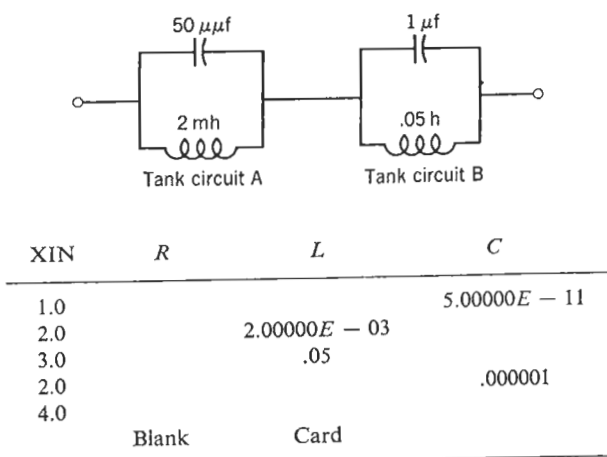 50 μμf 1 μf
2 mh .05 h
Tank circuit A Tank circuit B
XIN R L C
1.0 5.00000E − 11
2.0 2.00000E − 03
3.0 .05
2.0 .000001
4.0
Blank Card